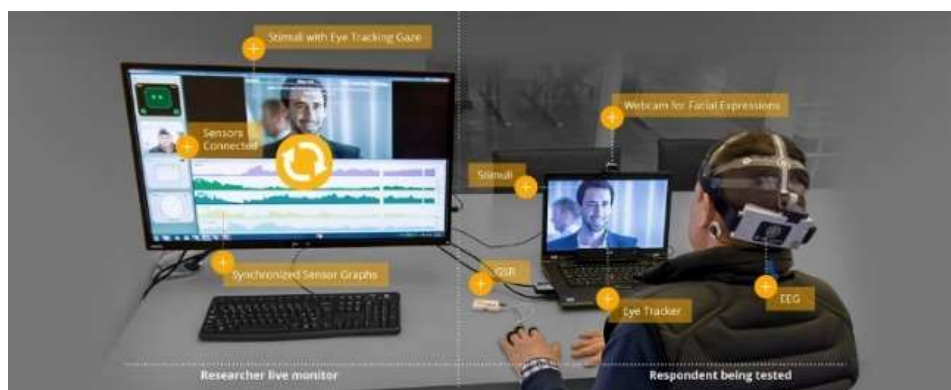 Stimuli with Eye Tracking Gaze
Webcam for Facial Expressions
Sensors
Connected
Stimuli
Synchronized Sensor Graphs
GSR
Eye Tracker
EEG
Researcher live monitor
Respondent being tested